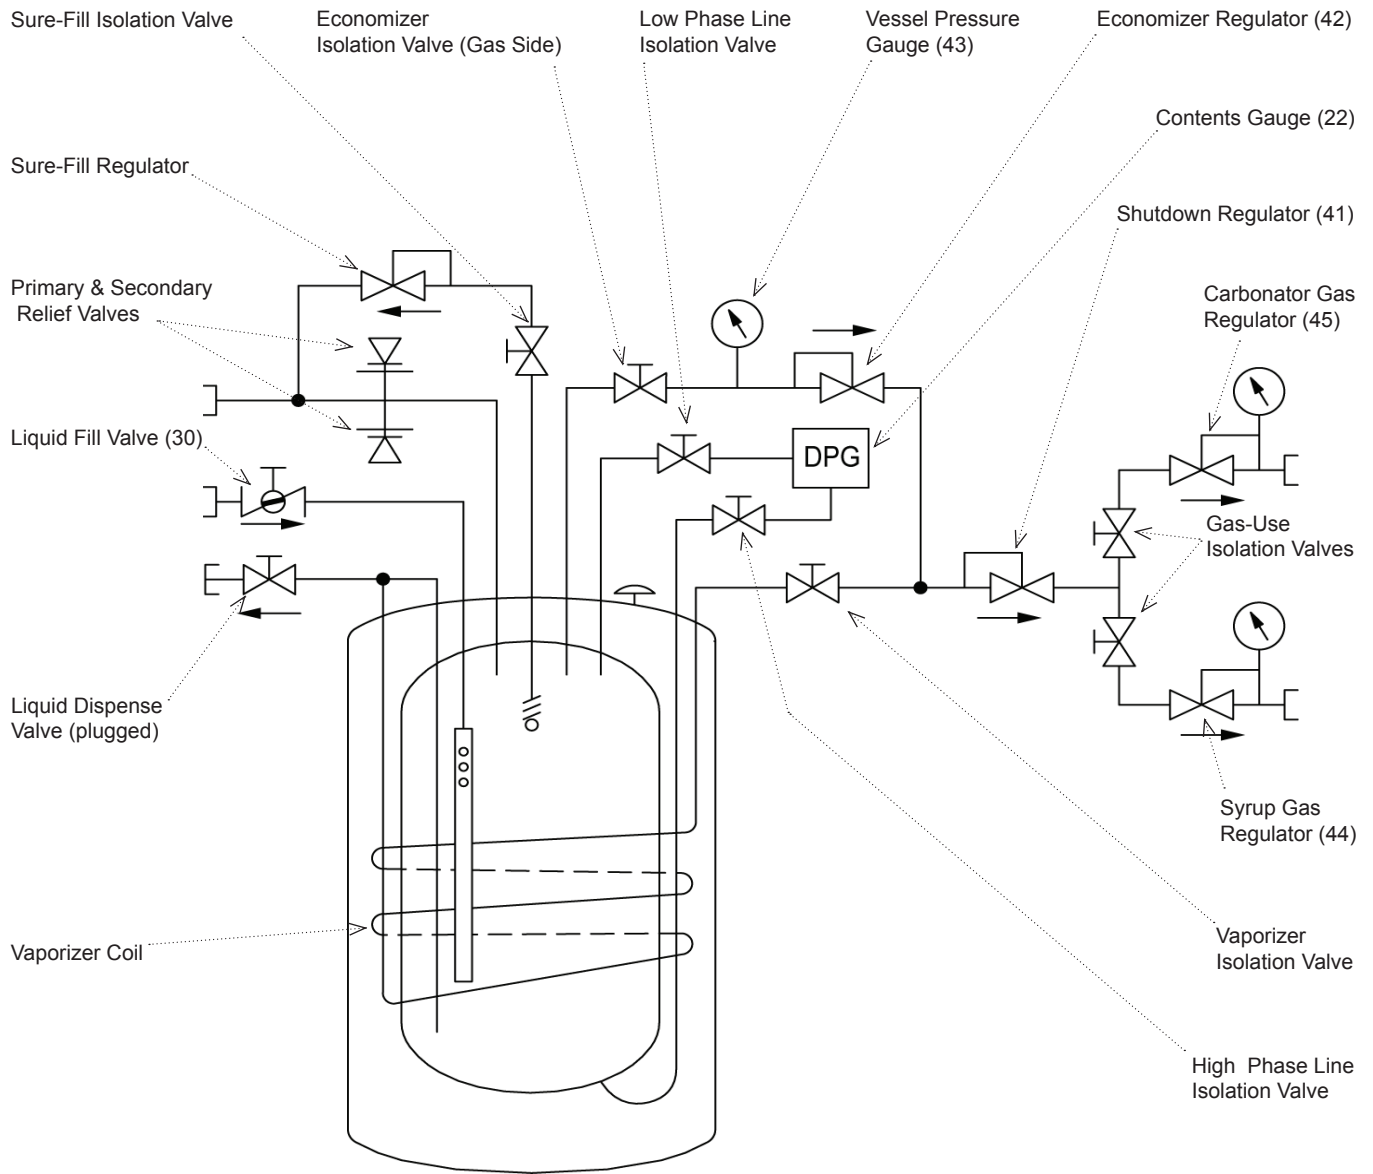 Sure-Fill Isolation Valve
Economizer
Isolation Valve (Gas Side)
Low Phase Line
Isolation Valve
Vessel Pressure
Gauge (43)
Economizer Regulator (42)
Contents Gauge (22)
Sure-Fill Regulator
Shutdown Regulator (41)
Primary & Secondary
Relief Valves
Carbonator Gas
Regulator (45)
Liquid Fill Valve (30)
DPG
Gas-Use
Isolation Valves
Liquid Dispense
Valve (plugged)
Syrup Gas
Regulator (44)
Vaporizer Coil
Vaporizer
Isolation Valve
High Phase Line
Isolation Valve